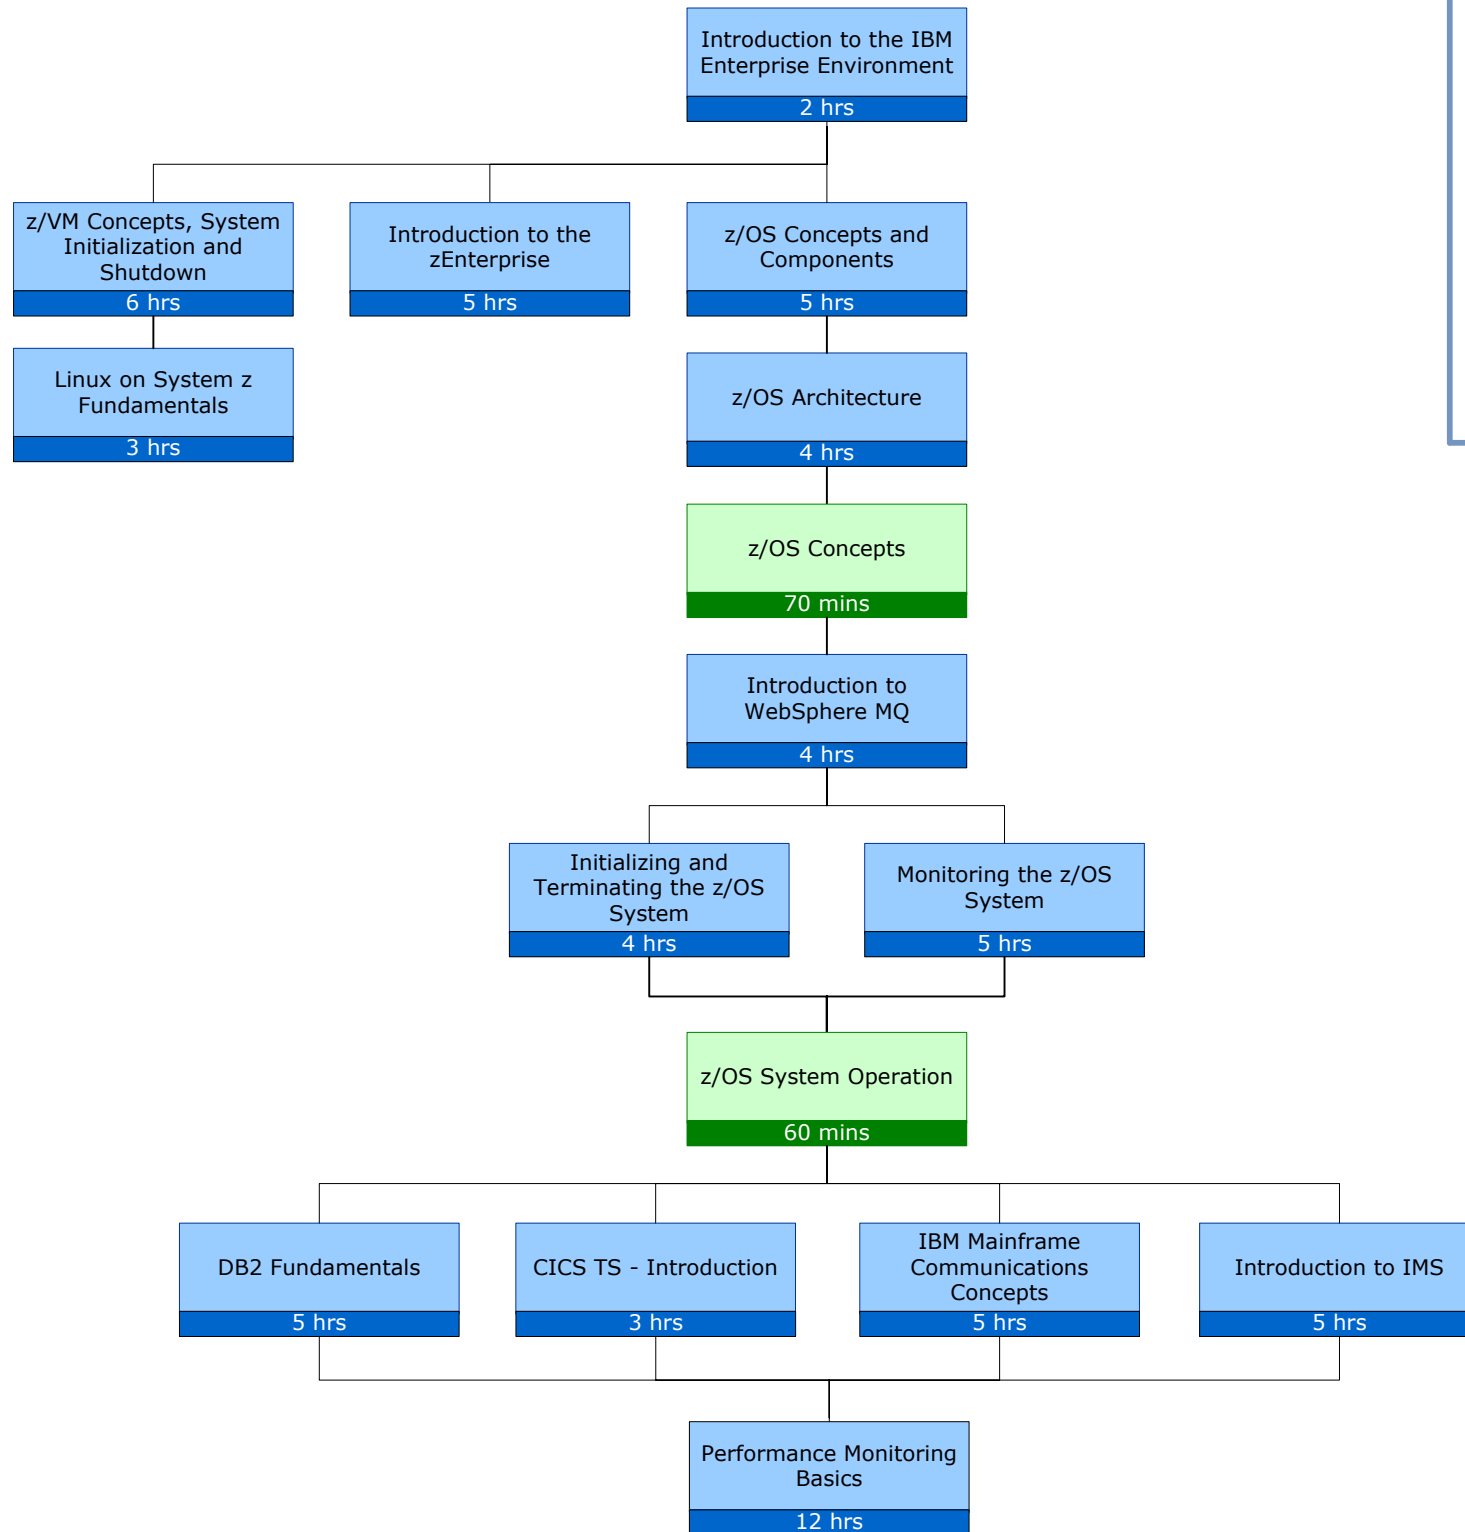 Introduction to the IBM
Enterprise Environment
2 hrs
z/VM Concepts, System
Initialization and
Shutdown
6 hrs
Introduction to the
zEnterprise
5 hrs
z/OS Concepts and
Components
5 hrs
Linux on System z
Fundamentals
3 hrs
z/OS Architecture
4 hrs
z/OS Concepts
70 mins
Introduction to
WebSphere MQ
4 hrs
Initializing and
Terminating the z/OS
System
4 hrs
Monitoring the z/OS
System
5 hrs
z/OS System Operation
60 mins
DB2 Fundamentals
5 hrs
CICS TS - Introduction
3 hrs
IBM Mainframe
Communications
Concepts
5 hrs
Introduction to IMS
5 hrs
Performance Monitoring
Basics
12 hrs